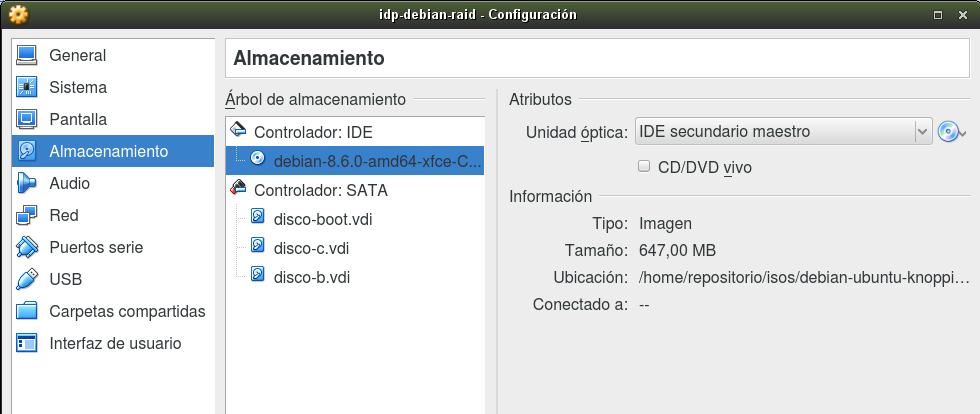 idp-debian-raid - Configuración
General
Sistema
Pantalla
Almacenamiento
Audio
Red
Puertos serie
USB
Carpetas compartidas
Interfaz de usuario
Almacenamiento
Árbol de almacenamiento
Controlador: IDE
debian-8.6.0-amd64-xfce-C...
Controlador: SATA
disco-boot.vdi
disco-c.vdi
disco-b.vdi
Atributos
Unidad óptica: IDE secundario maestro
CD/DVD vivo
Información
Tipo: Imagen
Tamaño: 647,00 MB
Ubicación: /home/repositorio/isos/debian-ubuntu-knoppi...
Conectado a: --